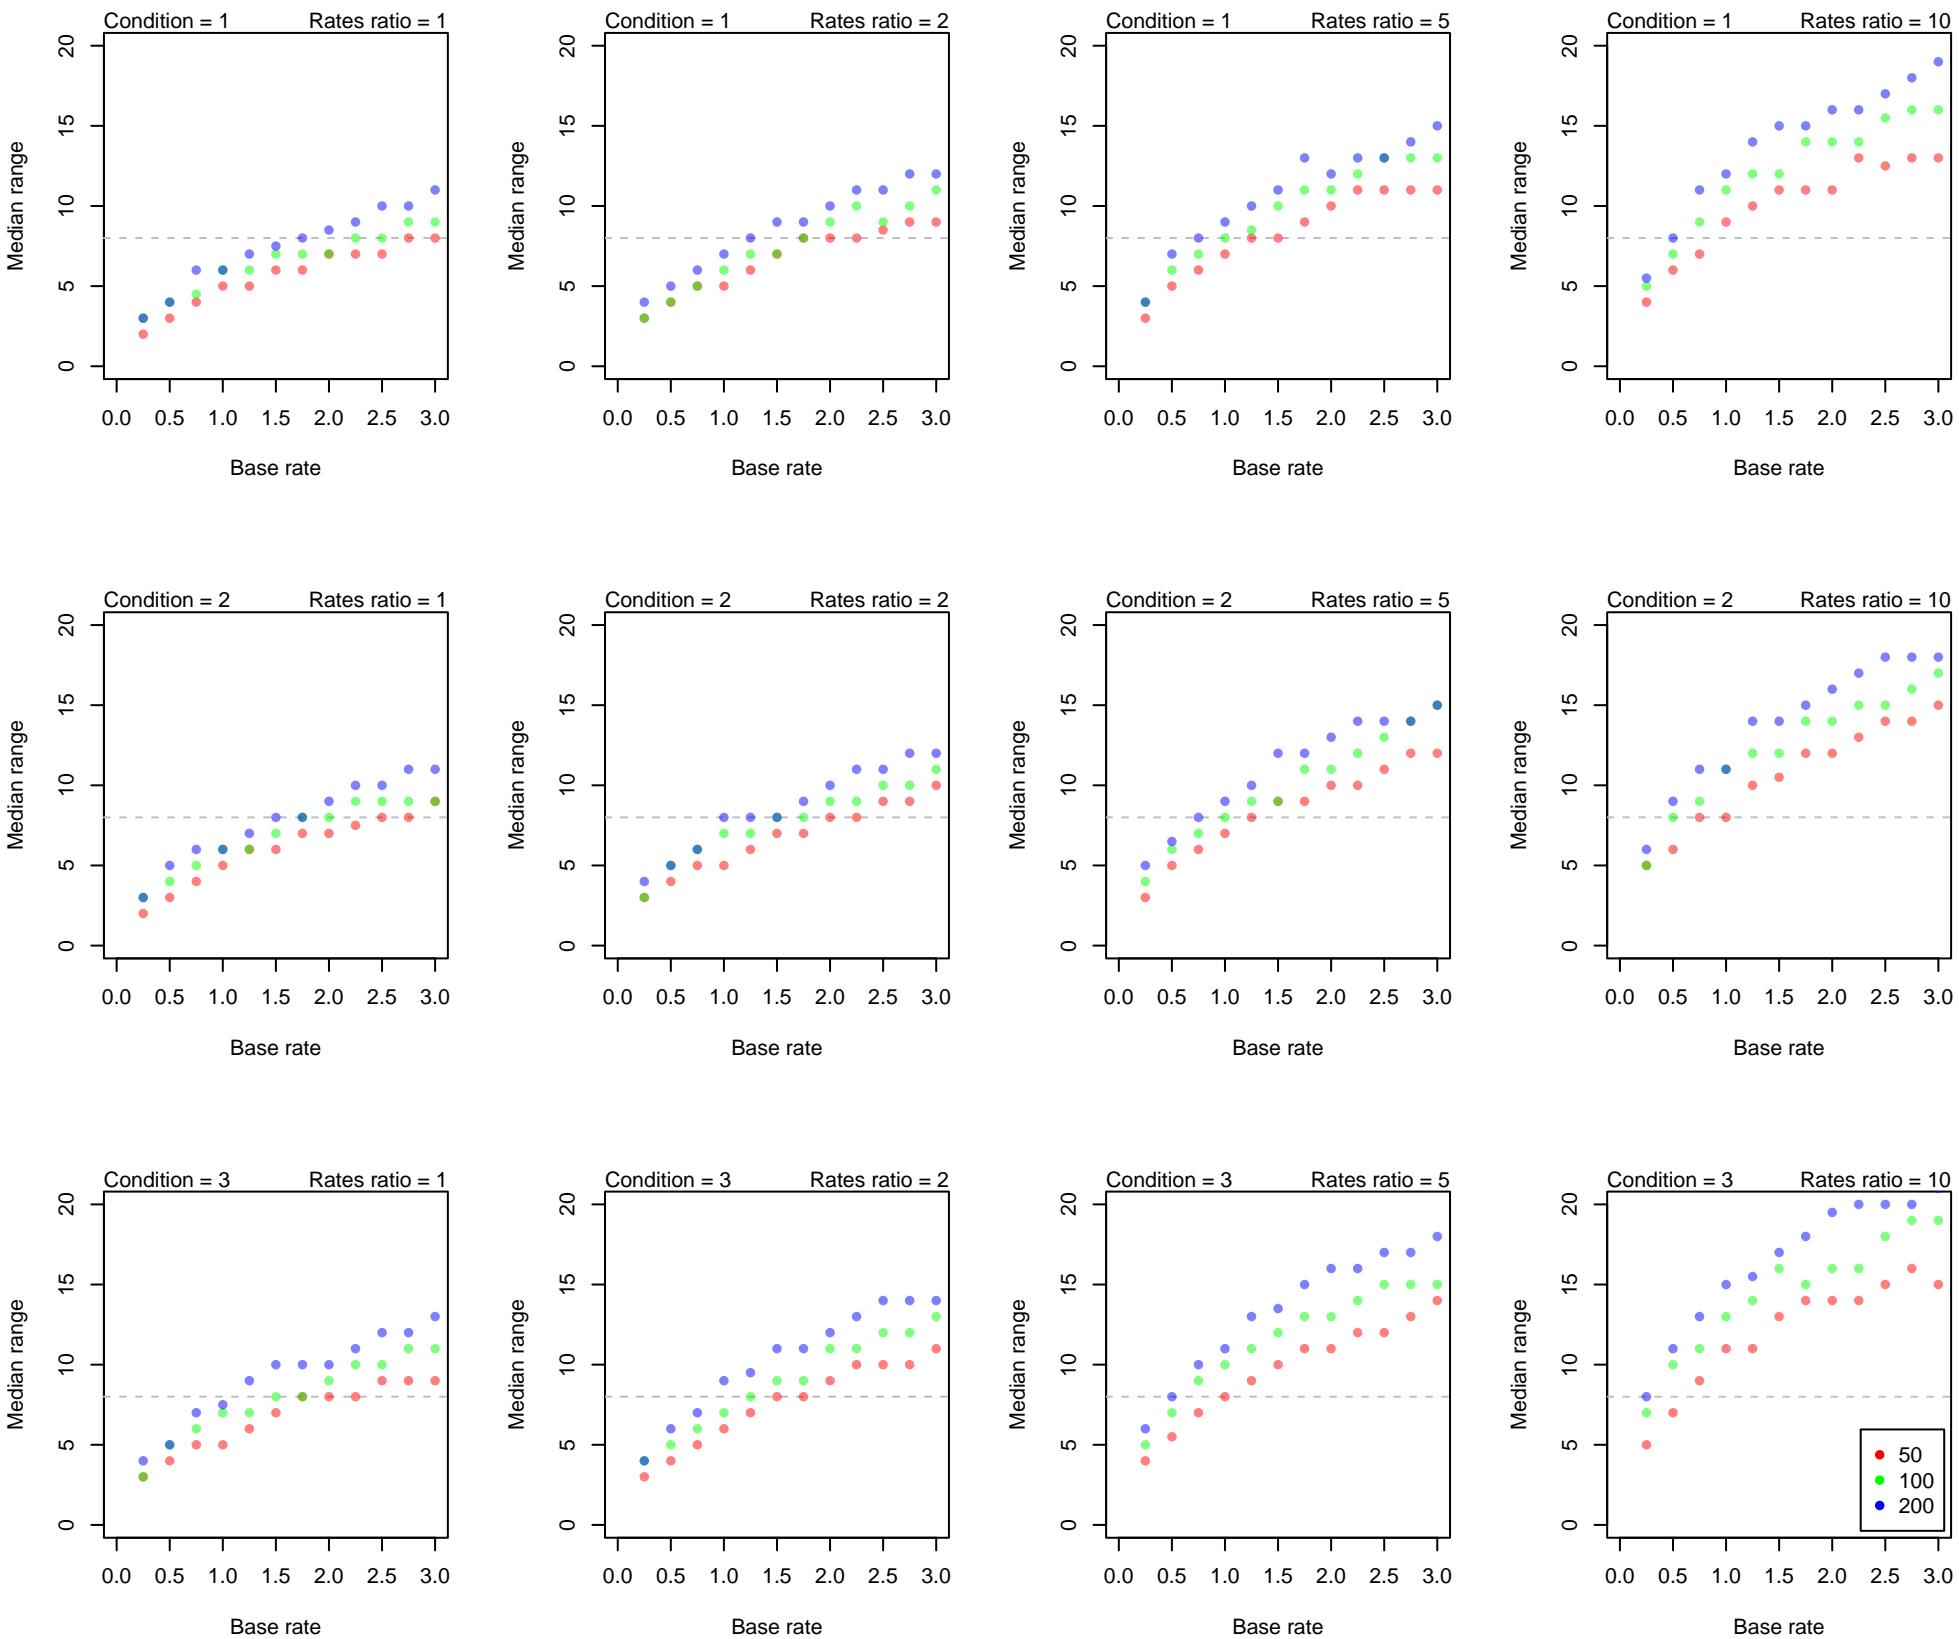 Condition = 1 Rates ratio = 1
Condition = 1 Rates ratio = 2
Condition = 1 Rates ratio = 5
Condition = 1 Rates ratio = 10
20
15
10
5
0
Median range
0.0 0.5 1.0 1.5 2.0 2.5 3.0
Base rate
20
15
10
5
0
Median range
0.0 0.5 1.0 1.5 2.0 2.5 3.0
Base rate
20
15
10
5
0
Median range
0.0 0.5 1.0 1.5 2.0 2.5 3.0
Base rate
20
15
10
5
0
Median range
0.0 0.5 1.0 1.5 2.0 2.5 3.0
Base rate
Condition = 2 Rates ratio = 1
Condition = 2 Rates ratio = 2
Condition = 2 Rates ratio = 5
Condition = 2 Rates ratio = 10
20
15
10
5
0
Median range
0.0 0.5 1.0 1.5 2.0 2.5 3.0
Base rate
20
15
10
5
0
Median range
0.0 0.5 1.0 1.5 2.0 2.5 3.0
Base rate
20
15
10
5
0
Median range
0.0 0.5 1.0 1.5 2.0 2.5 3.0
Base rate
20
15
10
5
0
Median range
0.0 0.5 1.0 1.5 2.0 2.5 3.0
Base rate
Condition = 3 Rates ratio = 1
Condition = 3 Rates ratio = 2
Condition = 3 Rates ratio = 5
Condition = 3 Rates ratio = 10
20
15
10
5
0
Median range
0.0 0.5 1.0 1.5 2.0 2.5 3.0
Base rate
20
15
10
5
0
Median range
0.0 0.5 1.0 1.5 2.0 2.5 3.0
Base rate
20
15
10
5
0
Median range
0.0 0.5 1.0 1.5 2.0 2.5 3.0
Base rate
20
15
10
5
0
Median range
50
100
200
0.0 0.5 1.0 1.5 2.0 2.5 3.0
Base rate